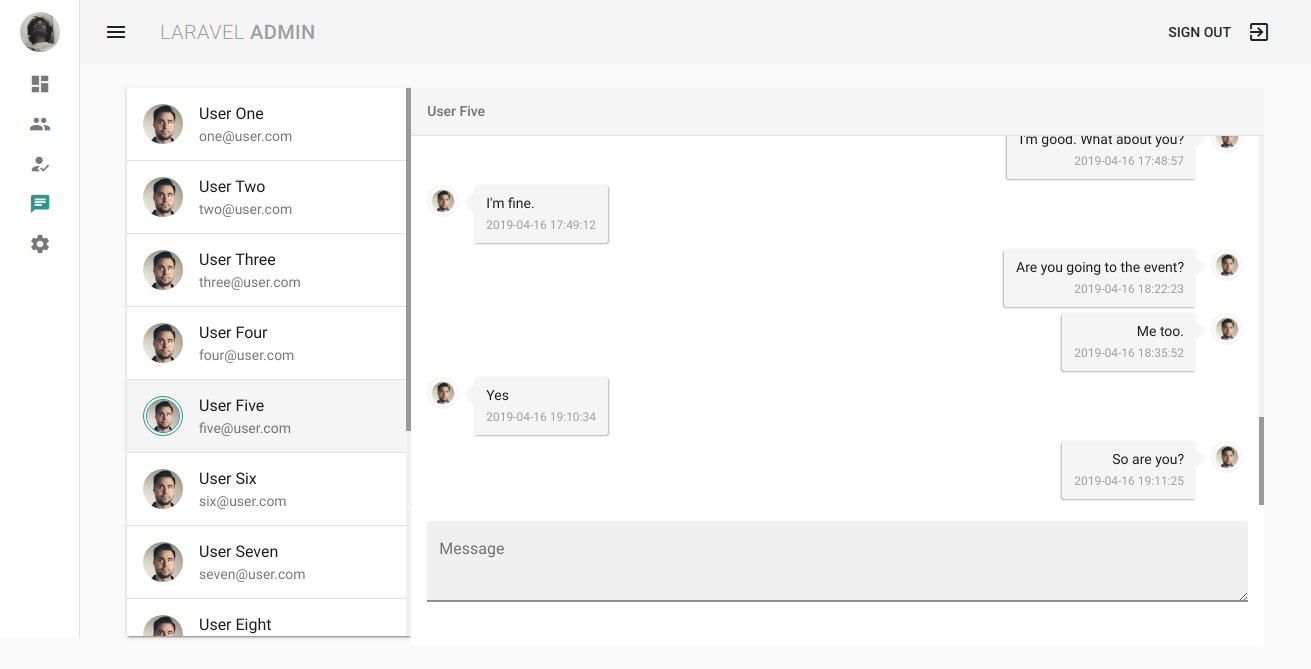 LARAVEL ADMIN
SIGN OUT
User One
one@user.com
User Two
two@user.com
User Three
three@user.com
User Four
four@user.com
User Five
five@user.com
User Six
six@user.com
User Seven
seven@user.com
User Eight
User Five
I'm good. What about you?
2019-04-16 17:48:57
I'm fine.
2019-04-16 17:49:12
Are you going to the event?
2019-04-16 18:22:23
Me too.
2019-04-16 18:35:52
Yes
2019-04-16 19:10:34
So are you?
2019-04-16 19:11:25
Message